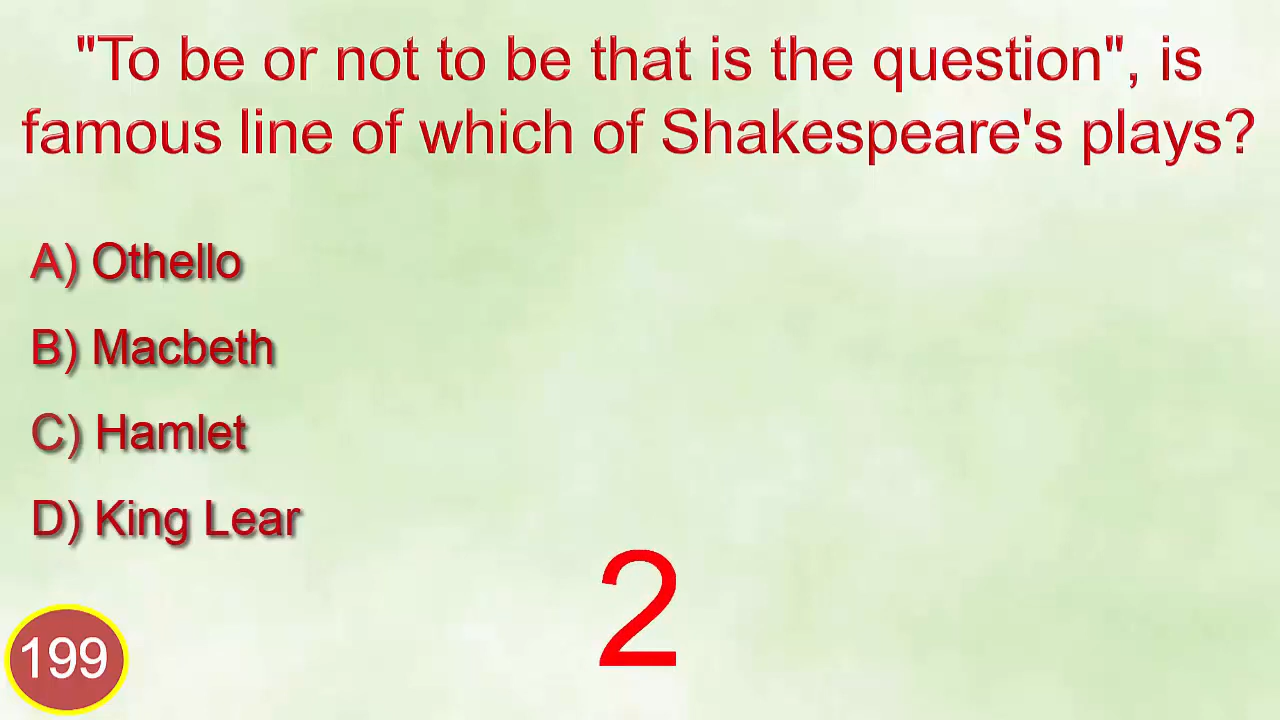 "To be or not to be that is the question", is
famous line of which of Shakespeare's plays?
A) Othello
B) Macbeth
C) Hamlet
D) King Lear
2
199